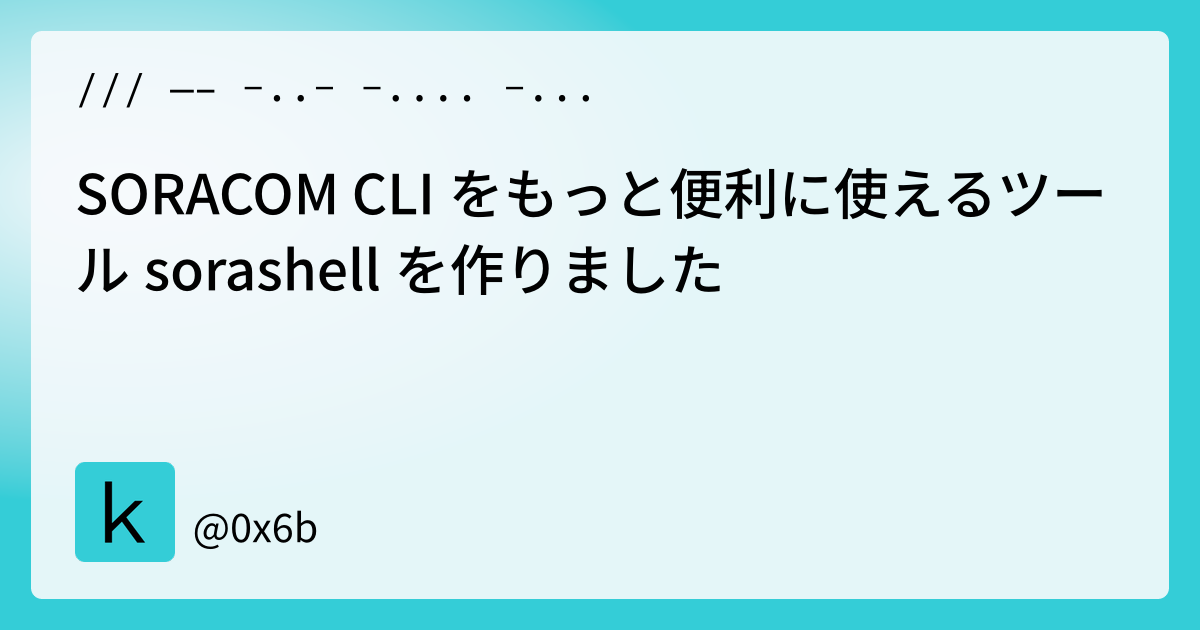 /// –– -..- -.... -...
SORACOM CLI をもっと便利に使えるツー
ル sorashell を作りました
k
@0x6b